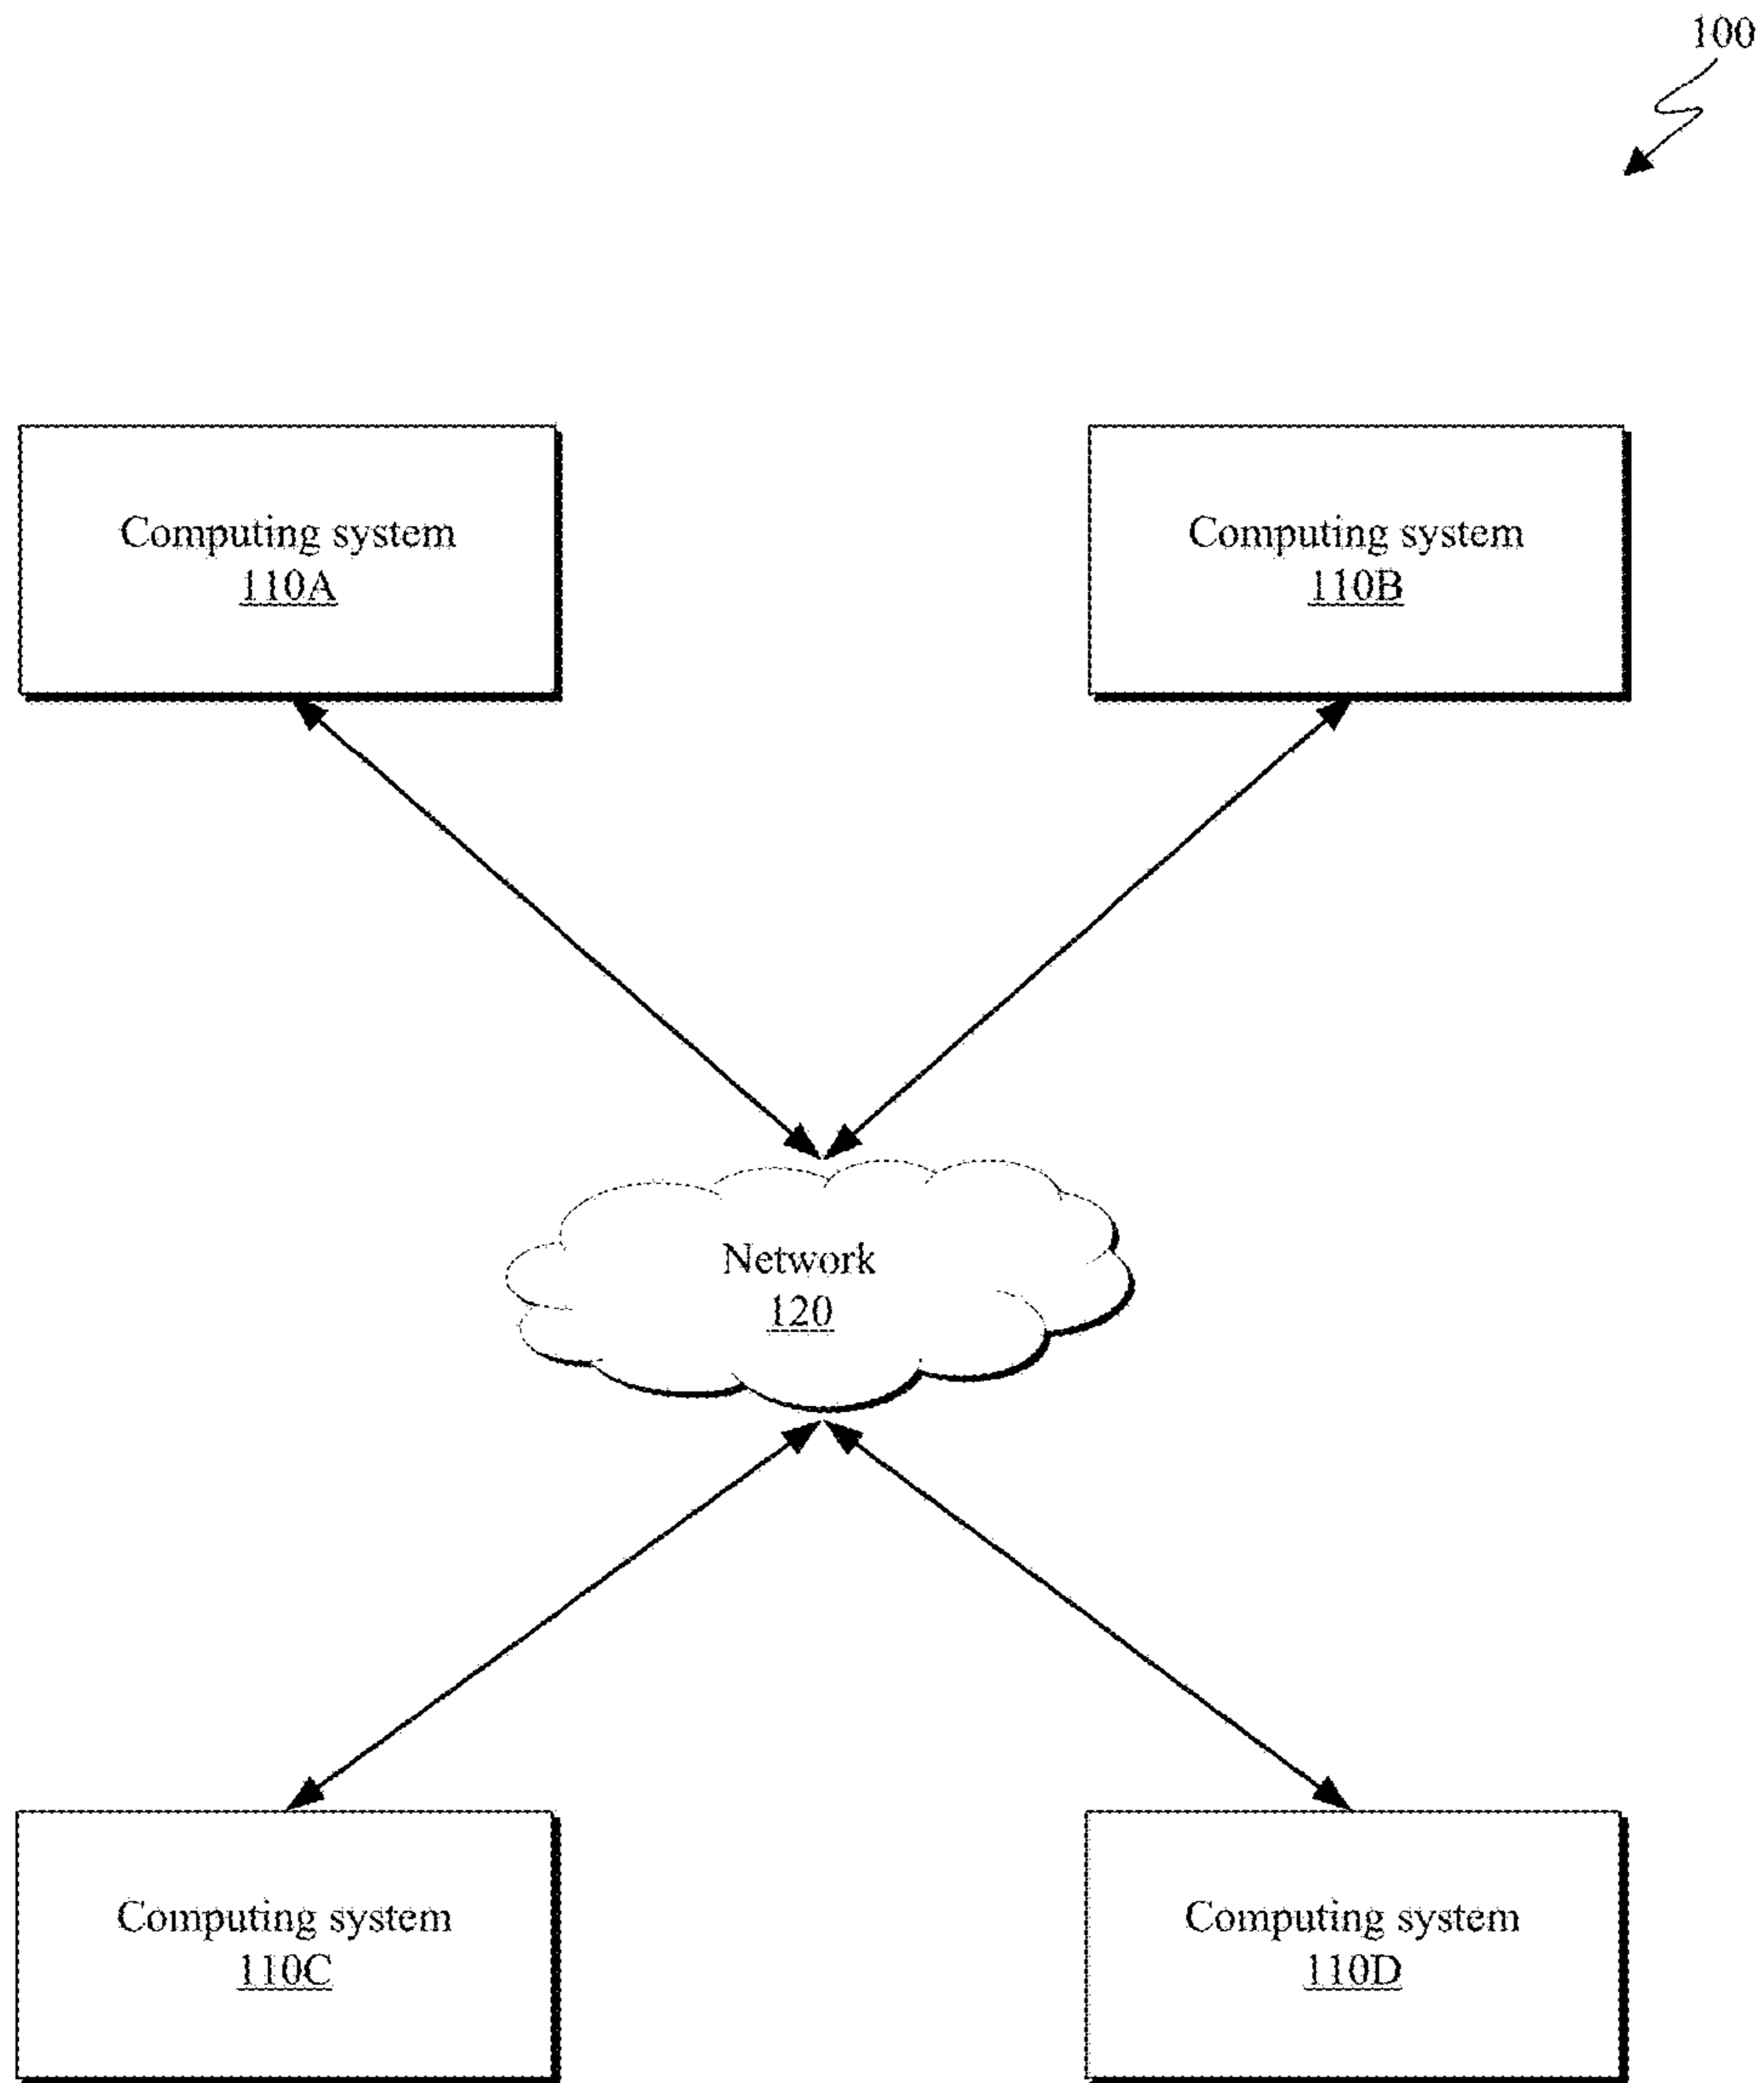 100
Computing system
110A
Computing system
110B
Network
120
Computing system
110C
Computing system
110D